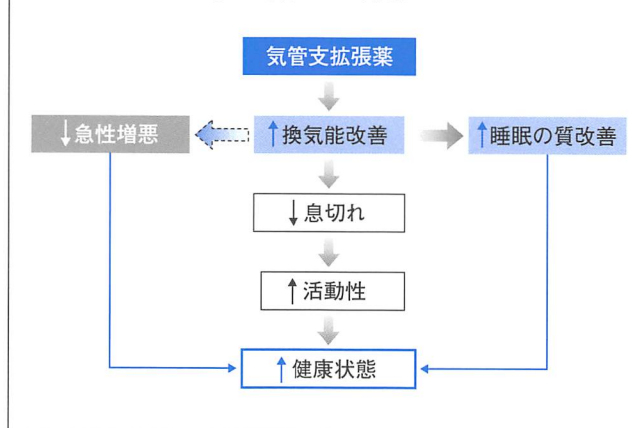 気管支拡張薬
↓急性増悪
↑換気能改善
↑睡眠の質改善
↓息切れ
↑活動性
↑健康状態